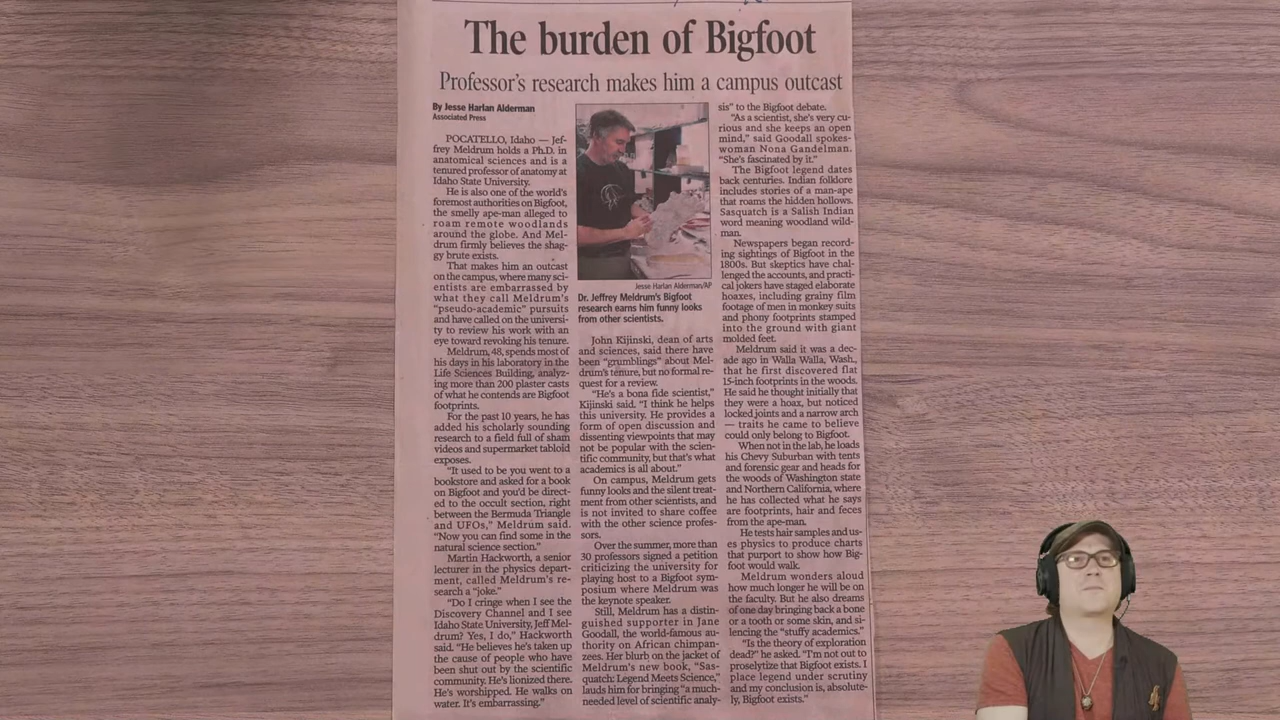 The burden of Bigfoot
Professor's research makes him a campus outcast
By Jesse Harlan Alderman
Associated Press
POCATELLO, Idaho — Jef-
frey Meldrum holds a Ph.D. in
anatomical sciences and is a
tenured professor of anatomy at
Idaho State University.
He is also one of the world's
foremost authorities on Bigfoot,
the smelly ape-man alleged to
roam remote woodlands
around the globe. And Mel-
drum firmly believes the shag-
gy brute exists.
That makes him an outcast
on the campus, where many sci-
entists are embarrassed by
what they call Meldrum's
"pseudo-academic" pursuits
and have called on the universi-
ty to review his work with an
eye toward revoking his tenure.
Meldrum, 48, spends most of
his days in his laboratory in the
Life Sciences Building, analyz-
ing more than 200 plaster casts
of what he contends are Bigfoot
footprints.
For the past 10 years, he has
added his scholarly sounding
research to a field full of sham
videos and supermarket tabloid
exposes.
"It used to be you went to a
bookstore and asked for a book
on Bigfoot and you'd be direct-
ed to the occult section, right
between the Bermuda Triangle
and UFOs," Meldrum said.
"Now you can find some in the
natural science section."
Martin Hackworth, a senior
lecturer in the physics depart-
ment, called Meldrum's re-
search a "joke."
"Do I cringe when I see the
Discovery Channel and I see
Idaho State University, Jeff Mel-
drum? Yes, I do," Hackworth
said. "He believes he's taken up
the cause of people who have
been shut out by the scientific
community. He's lionized there.
He's worshipped. He walks on
water. It's embarrassing."
Jesse Harlan Alderman/AP
Dr. Jeffrey Meldrum's Bigfoot
research earns him funny looks
from other scientists.
John Kijinski, dean of arts
and sciences, said there have
been "grumblings" about Mel-
drum's tenure, but no formal re-
quest for a review.
"He's a bona fide scientist,"
Kijinski said. "I think he helps
this university. He provides a
form of open discussion and
dissenting viewpoints that may
not be popular with the scien-
tific community, but that's what
academics is all about."
On campus, Meldrum gets
funny looks and the silent treat-
ment from other scientists, and
is not invited to share coffee
with the other science profes-
sors.
Over the summer, more than
30 professors signed a petition
criticizing the university for
playing host to a Bigfoot sym-
posium where Meldrum was
the keynote speaker.
Still, Meldrum has a distin-
guished supporter in Jane
Goodall, the world-famous au-
thority on African chimpan-
zees. Her blurb on the jacket of
Meldrum's new book, "Sas-
quatch: Legend Meets Science,"
lauds him for bringing "a much-
needed level of scientific analy-
sis" to the Bigfoot debate.
"As a scientist, she's very cu-
rious and she keeps an open
mind," said Goodall spokes-
woman Nona Gandelman.
"She's fascinated by it."
The Bigfoot legend dates
back centuries. Indian folklore
includes stories of a man-ape
that roams the hidden hollows.
Sasquatch is a Salish Indian
word meaning woodland wild-
man.
Newspapers began record-
ing sightings of Bigfoot in the
1800s. But skeptics have chal-
lenged the accounts, and practi-
cal jokers have staged elaborate
hoaxes, including grainy film
footage of men in monkey suits
and phony footprints stamped
into the ground with giant
molded feet.
Meldrum said it was a dec-
ade ago in Walla Walla, Wash.,
that he first discovered flat
15-inch footprints in the woods.
He said he thought initially that
they were a hoax, but noticed
locked joints and a narrow arch
— traits he came to believe
could only belong to Bigfoot.
When not in the lab, he loads
his Chevy Suburban with tents
and forensic gear and heads for
the woods of Washington state
and Northern California, where
he has collected what he says
are footprints, hair and feces
from the ape-man.
He tests hair samples and us-
es physics to produce charts
that purport to show how Big-
foot would walk.
Meldrum wonders aloud
how much longer he will be on
the faculty. But he also dreams
of one day bringing back a bone
or a tooth or some skin, and si-
lencing the "stuffy academics."
"Is the theory of exploration
dead?" he asked. "I'm not out to
proselytize that Bigfoot exists. I
place legend under scrutiny
and my conclusion is, absolute-
ly, Bigfoot exists."